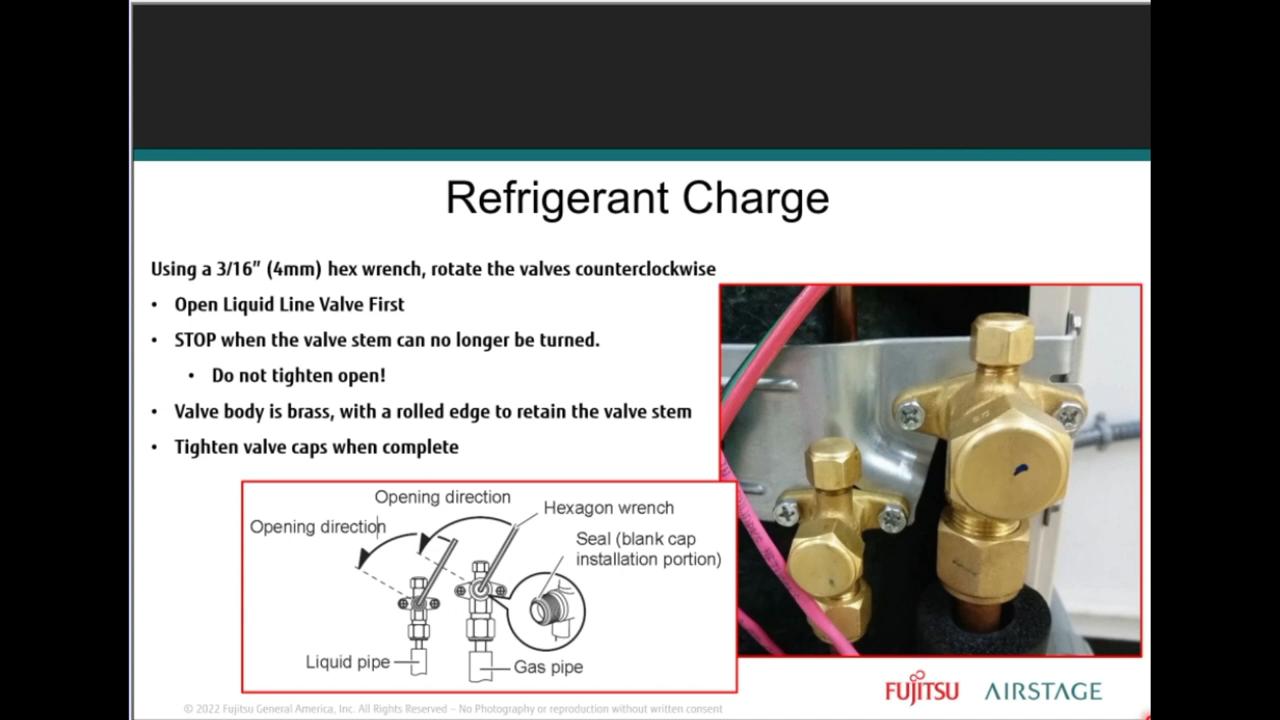 Refrigerant Charge
Using a 3/16” (4mm) hex wrench, rotate the valves counterclockwise
• Open Liquid Line Valve First
• STOP when the valve stem can no longer be turned.
• Do not tighten open!
• Valve body is brass, with a rolled edge to retain the valve stem
• Tighten valve caps when complete
Opening direction
Hexagon wrench
Opening direction
Seal (blank cap
installation portion)
Liquid pipe
Gas pipe
FUJITSU AIRSTAGE
© 2022 Fujitsu General America, Inc. All Rights Reserved – No Photography or reproduction without written consent